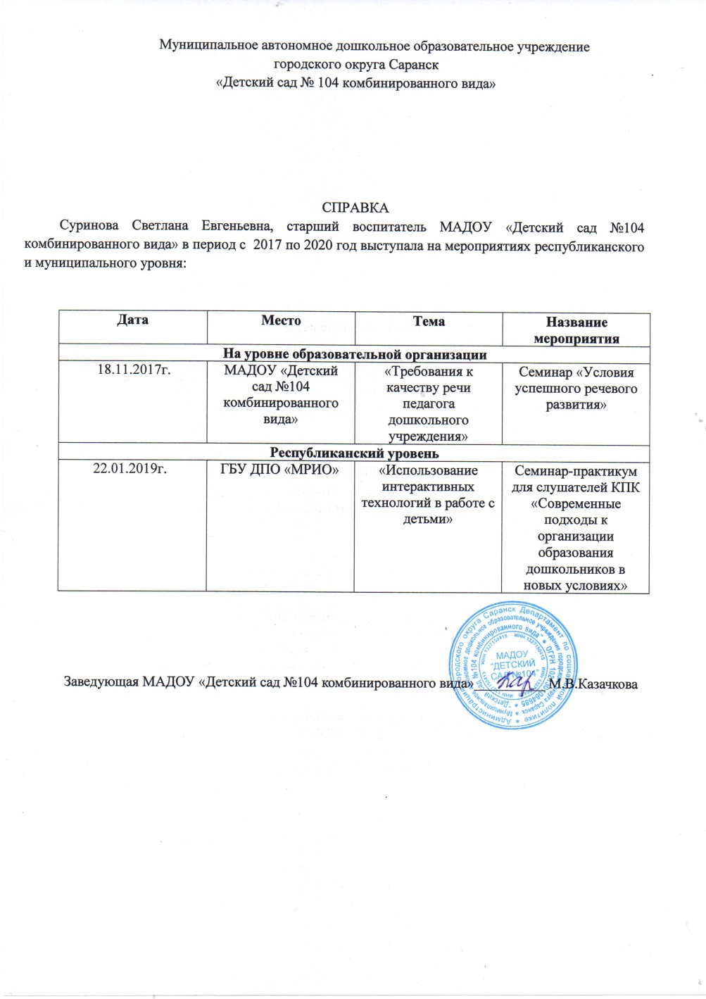 Муниципальное автономное дошкольное образовательное учреждение
городского округа Саранск
«Детский сад № 104 комбинированного вида»
СПРАВКА
Суринова Светлана Евгеньевна, старший воспитатель МАДОУ «Детский сад №104
комбинированного вида» в период с 2017 по 2020 год выступала на мероприятиях республиканского
и муниципального уровня:
Дата
Место
Тема
Название
мероприятия
На уровне образовательной организации
18.11.2017г.
МАДОУ «Детский
сад №104
комбинированного
вида»
«Требования к
качеству речи
педагога
дошкольного
учреждения»
Семинар «Условия
успешного речевого
развития»
Республиканский уровень
22.01.2019г.
ГБУ ДПО «МРИО»
«Использование
интерактивных
технологий в работе с
детьми»
Семинар-практикум
для слушателей КПК
«Современные
подходы к
организации
образования
дошкольников в
новых условиях»
Заведующая МАДОУ «Детский сад №104 комбинированного вида» М.В.Казачкова
МАДОУ
"ДЕТСКИЙ
САД №104"